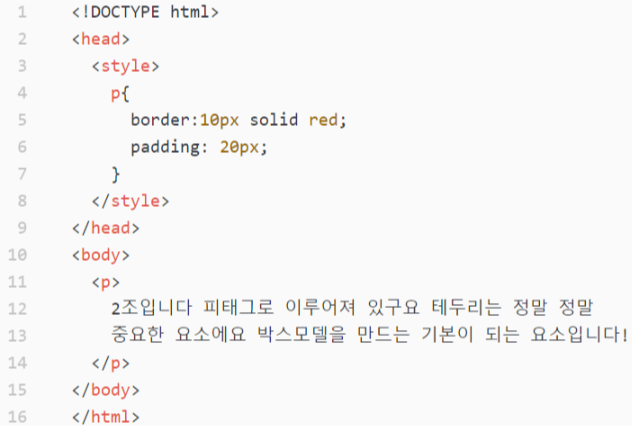 1 <!DOCTYPE html>
2 <head>
3 <style>
4 p{
5 border:10px solid red;
6 padding: 20px;
7 }
8 </style>
9 </head>
10 <body>
11 <p>
12 2조입니다 피태그로 이루어져 있구요 테두리는 정말 정말
13 중요한 요소에요 박스모델을 만드는 기본이 되는 요소입니다!
14 </p>
15 </body>
16 </html>